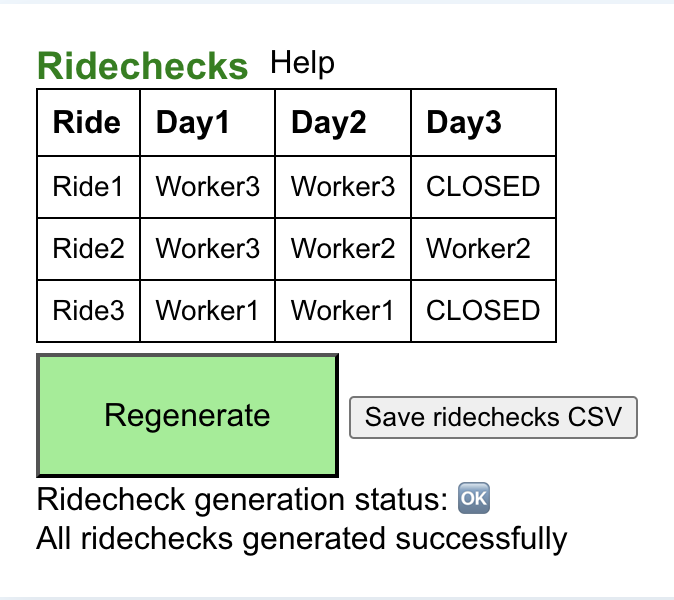 Ridechecks Help
Ride Day1 Day2 Day3
Ride1 Worker3 Worker3 CLOSED
Ride2 Worker3 Worker2 Worker2
Ride3 Worker1 Worker1 CLOSED
Regenerate Save ridechecks CSV
Ridecheck generation status: 🆗
All ridechecks generated successfully